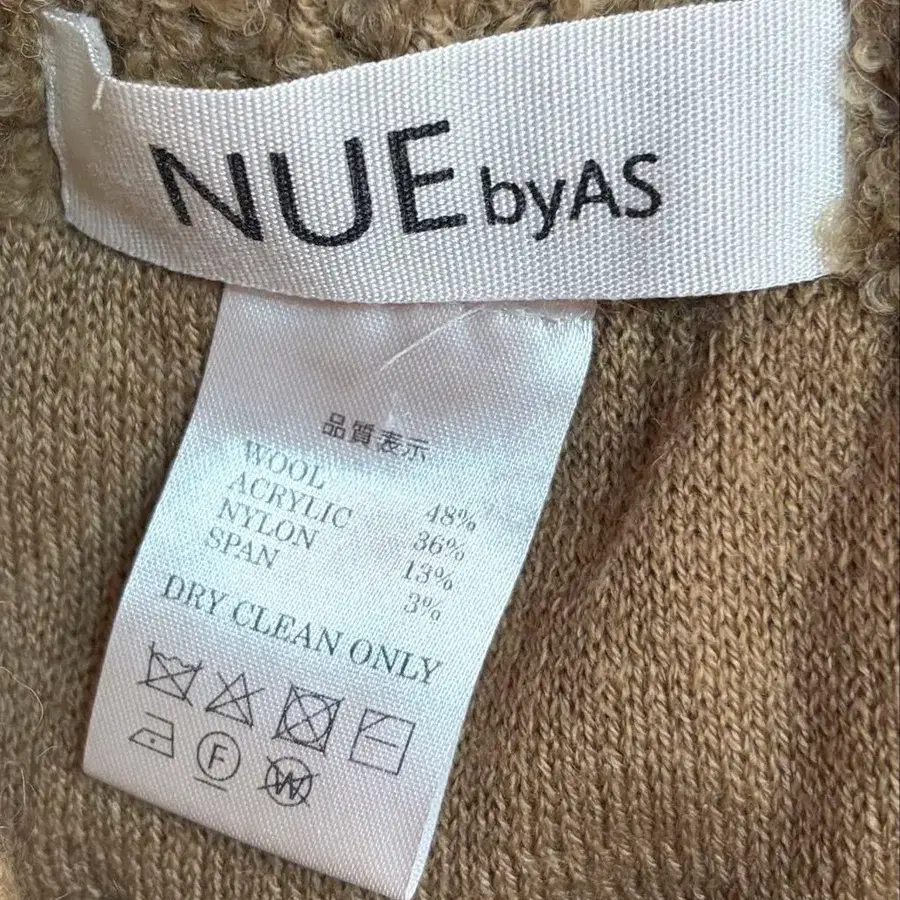 NUE byAS
品質表示
WOOL 48%
ACRYLIC 36%
NYLON 13%
SPAN 3%
DRY CLEAN ONLY
F W